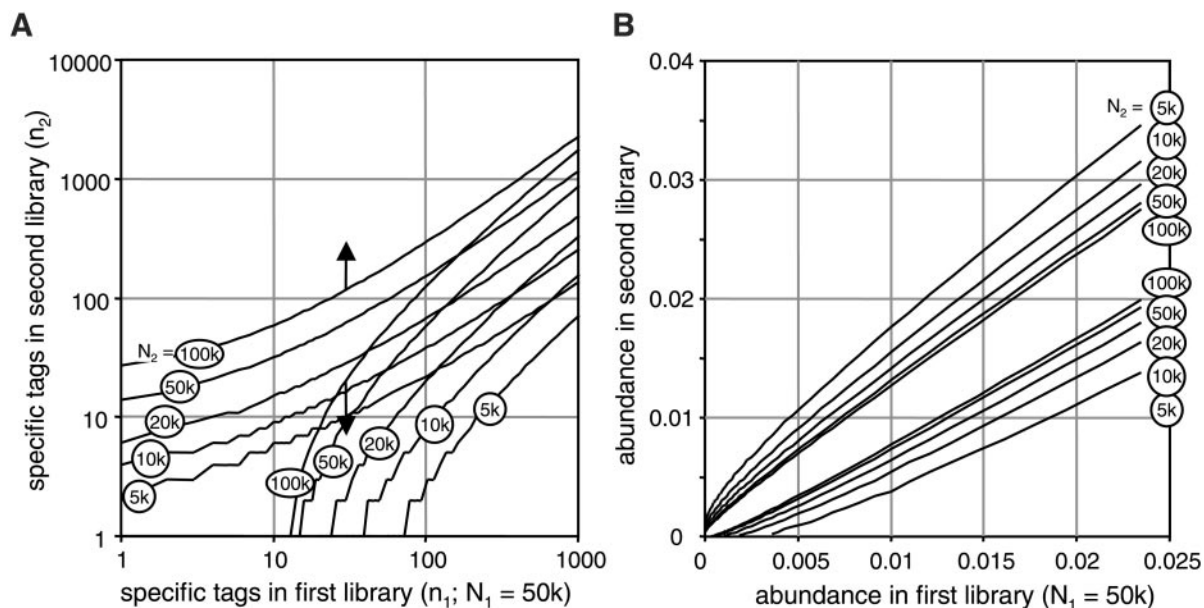 A
specific tags in second library (n₂)
10000
1000
100
10
1
N₂ = 100k
50k
20k
10k
5k
100k
50k
20k
10k
5k
1
10
100
1000
specific tags in first library (n₁; N₁ = 50k)
B
abundance in second library
0.04
0.03
0.02
0.01
0
N₂ = 5k
10k
20k
50k
100k
100k
50k
20k
10k
5k
0
0.005
0.01
0.015
0.02
0.025
abundance in first library (N₁ = 50k)